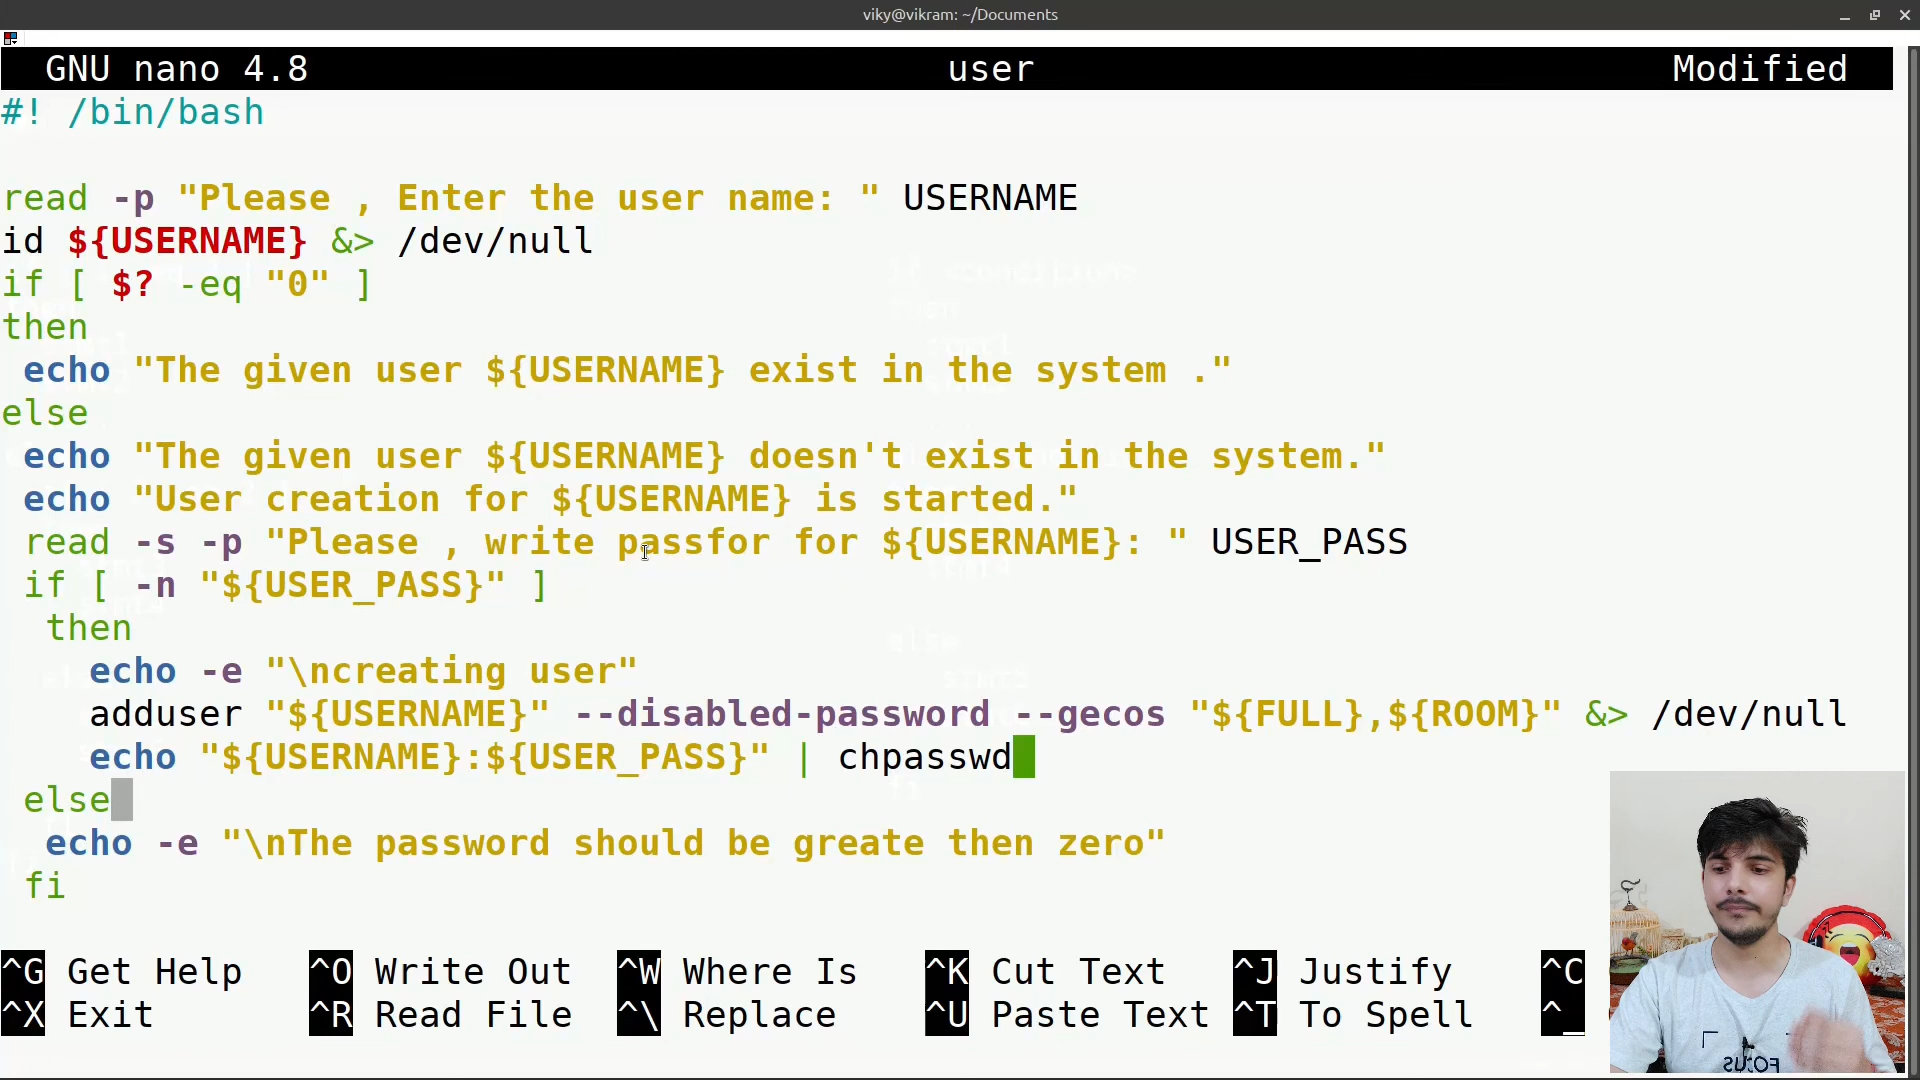 viky@vikram: ~/Documents
GNU nano 4.8 user Modified
#! /bin/bash
read -p "Please , Enter the user name: " USERNAME
id ${USERNAME} &> /dev/null
if [ $? -eq "0" ]
then
echo "The given user ${USERNAME} exist in the system ."
else
echo "The given user ${USERNAME} doesn't exist in the system."
echo "User creation for ${USERNAME} is started."
read -s -p "Please , write passfor for ${USERNAME}: " USER_PASS
if [ -n "${USER_PASS}" ]
then
echo -e "\ncreating user"
adduser "${USERNAME}" --disabled-password --gecos "${FULL},${ROOM}" &> /dev/null
echo "${USERNAME}:${USER_PASS}" | chpasswd
else
echo -e "\nThe password should be greate then zero"
fi
^G Get Help ^O Write Out ^W Where Is ^K Cut Text ^J Justify ^C
^X Exit ^R Read File ^\ Replace ^U Paste Text ^T To Spell ^_